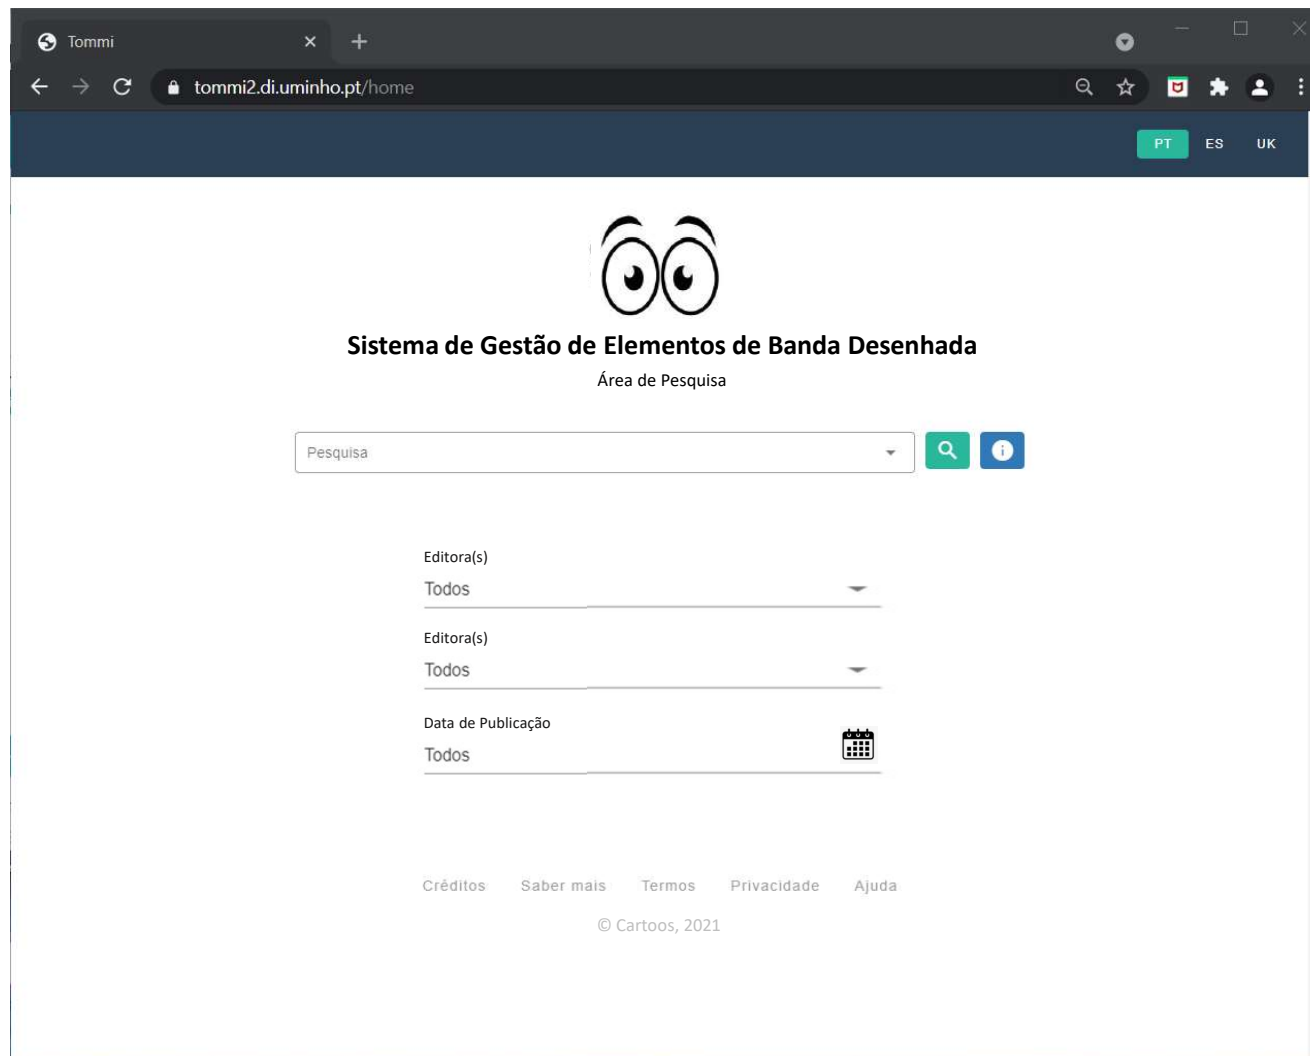 Tommi
tommi2.di.uminho.pt/home
PT ES UK
Sistema de Gestão de Elementos de Banda Desenhada
Área de Pesquisa
Pesquisa
Editora(s)
Todos
Editora(s)
Todos
Data de Publicação
Todos
Créditos Saber mais Termos Privacidade Ajuda
© Cartoos, 2021